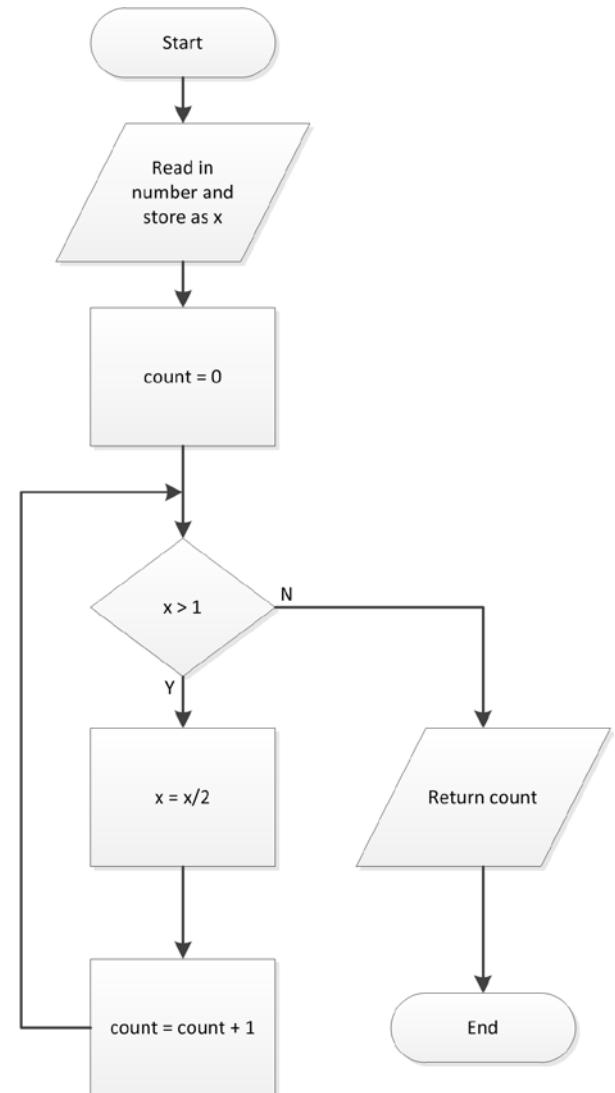 Start
Read in
number and
store as x
count = 0
x > 1
N
Y
x = x/2
Return count
count = count + 1
End